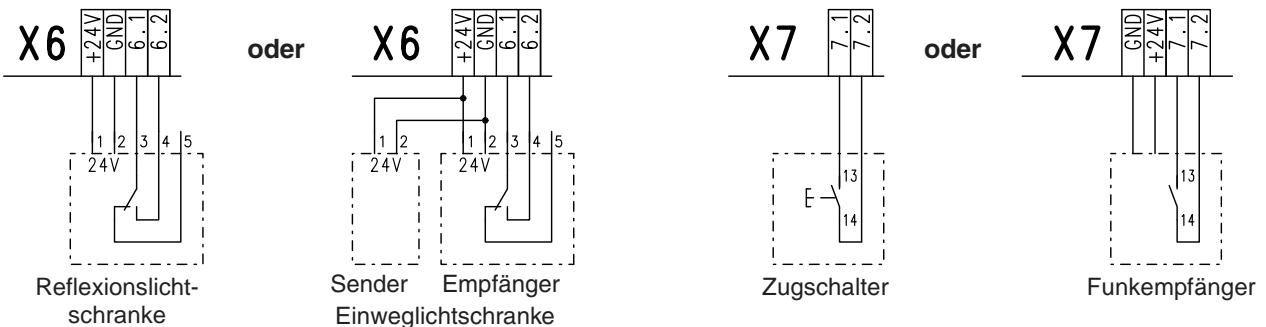 X6 +24V GND 6.1 6.2 oder X6 +24V GND 6.1 6.2 X7 7.1 7.2 oder X7 GND +24V 7.1 7.2
1 2 3 4 5
24V
Reflexionslicht-
schranke
1 2
24V
Sender
1 2 3 4 5
24V
Empfänger
Einweglichtschranke
13
14
Zugschalter
13
14
Funkempfänger